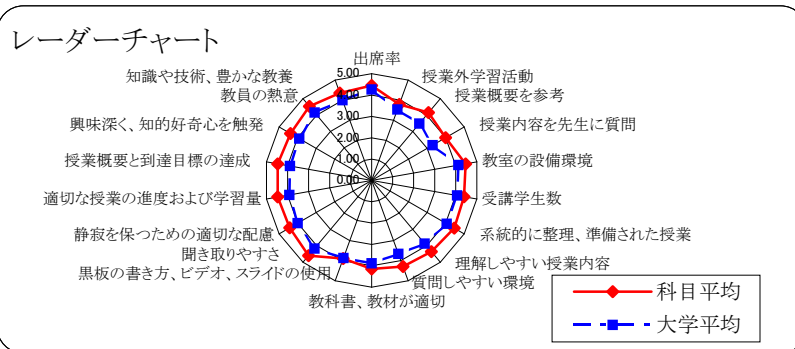 レーダーチャート
出席率
授業外学習活動
授業概要を参考
授業内容を先生に質問
教室の設備環境
受講学生数
系統的に整理、準備された授業
理解しやすい授業内容
質問しやすい環境
教科書、教材が適切
黒板の書き方、ビデオ、スライドの使用
聞き取りやすさ
静寂を保つための適切な配慮
適切な授業の進度および学習量
授業概要と到達目標の達成
興味深く、知的好奇心を触発
教員の熱意
知識や技術、豊かな教養
5.00
4.00
3.00
2.00
1.00
0.00
科目平均
大学平均